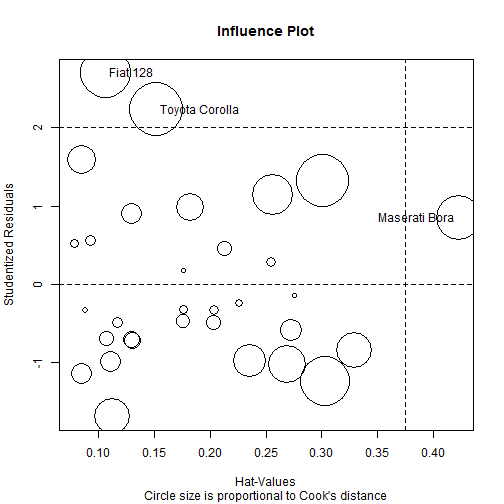 Influence Plot
Fiat 128
Toyota Corolla
Maserati Bora
Studentized Residuals
2
1
0
-1
0.10 0.15 0.20 0.25 0.30 0.35 0.40
Hat-Values
Circle size is proportional to Cook's distance